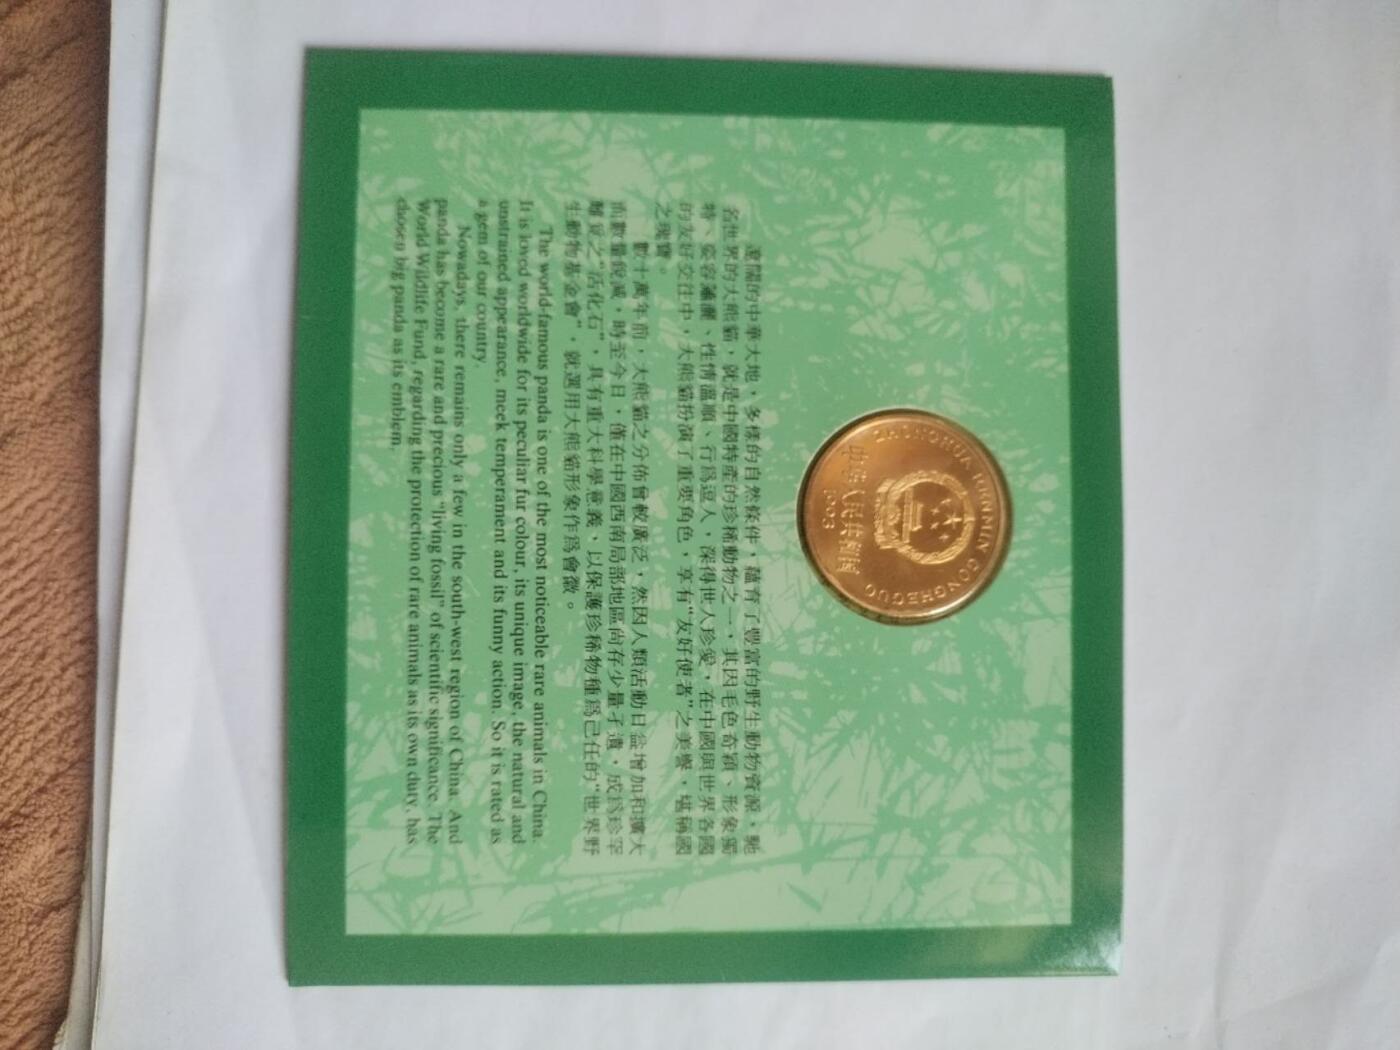 ZHONGHUA RENMIN GONGHEGUO
中华人民共和国
1993
遼闊的中華大地，多樣的自然條件，蘊育了豐富的野生動物資源，馳
名世界的大熊貓，就是中國特產的珍稀動物之一，其因毛色奇穎、形象獨
特、姿容瀟灑、性情溫順、行爲逗人，深得世人珍愛，在中國與世界各國
的友好交往中，大熊貓扮演了重要角色，享有“友好使者”之美譽，堪稱國
之瑰寶。
數十萬年前，大熊貓之分佈曾較廣泛，然因人類活動日益增加和擴大
而數量銳減，時至今日，僅在中國西南局部地區尚存少量孑遺，成爲珍罕
難覓之“活化石”，具有重大科學意義，以保護珍稀物種爲己任的“世界野
生動物基金會”，就選用大熊貓形象作爲會徽。
The world-famous panda is one of the most noticeable rare animals in China.
It is loved worldwide for its peculiar fur colour, its unique image, the natural and
unstrained appearance, meek temperament and its funny action. So it is rated as
a gem of our country.
Nowadays, there remains only a few in the south-west region of China. And
panda has become a rare and precious "living fossil" of scientific significance. The
World Wildlife Fund, regarding the protection of rare animals as its own duty, has
chosen big panda as its emblem.